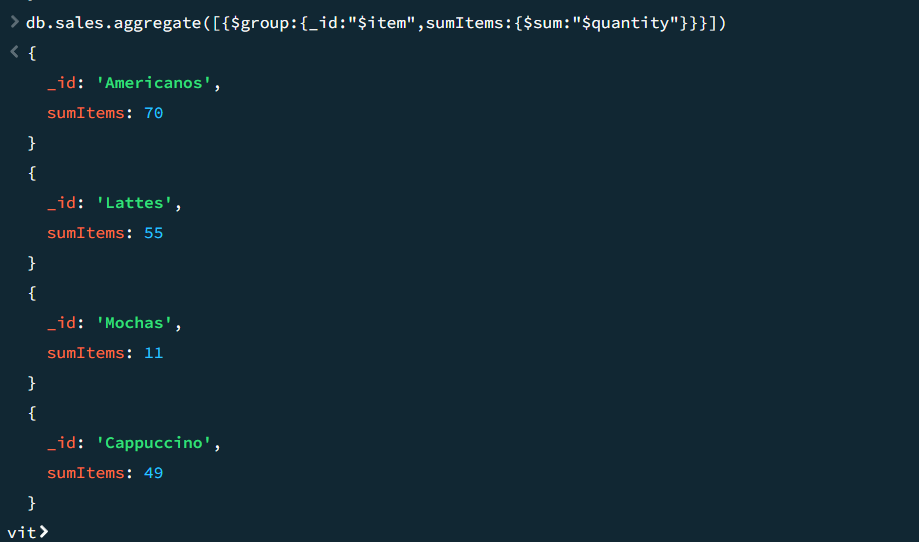 > db.sales.aggregate([{$group:{_id:"$item",sumItems:{$sum:"$quantity"}}}])
< {
_id: 'Americanos',
sumItems: 70
}
{
_id: 'Lattes',
sumItems: 55
}
{
_id: 'Mochas',
sumItems: 11
}
{
_id: 'Cappuccino',
sumItems: 49
}
vit>